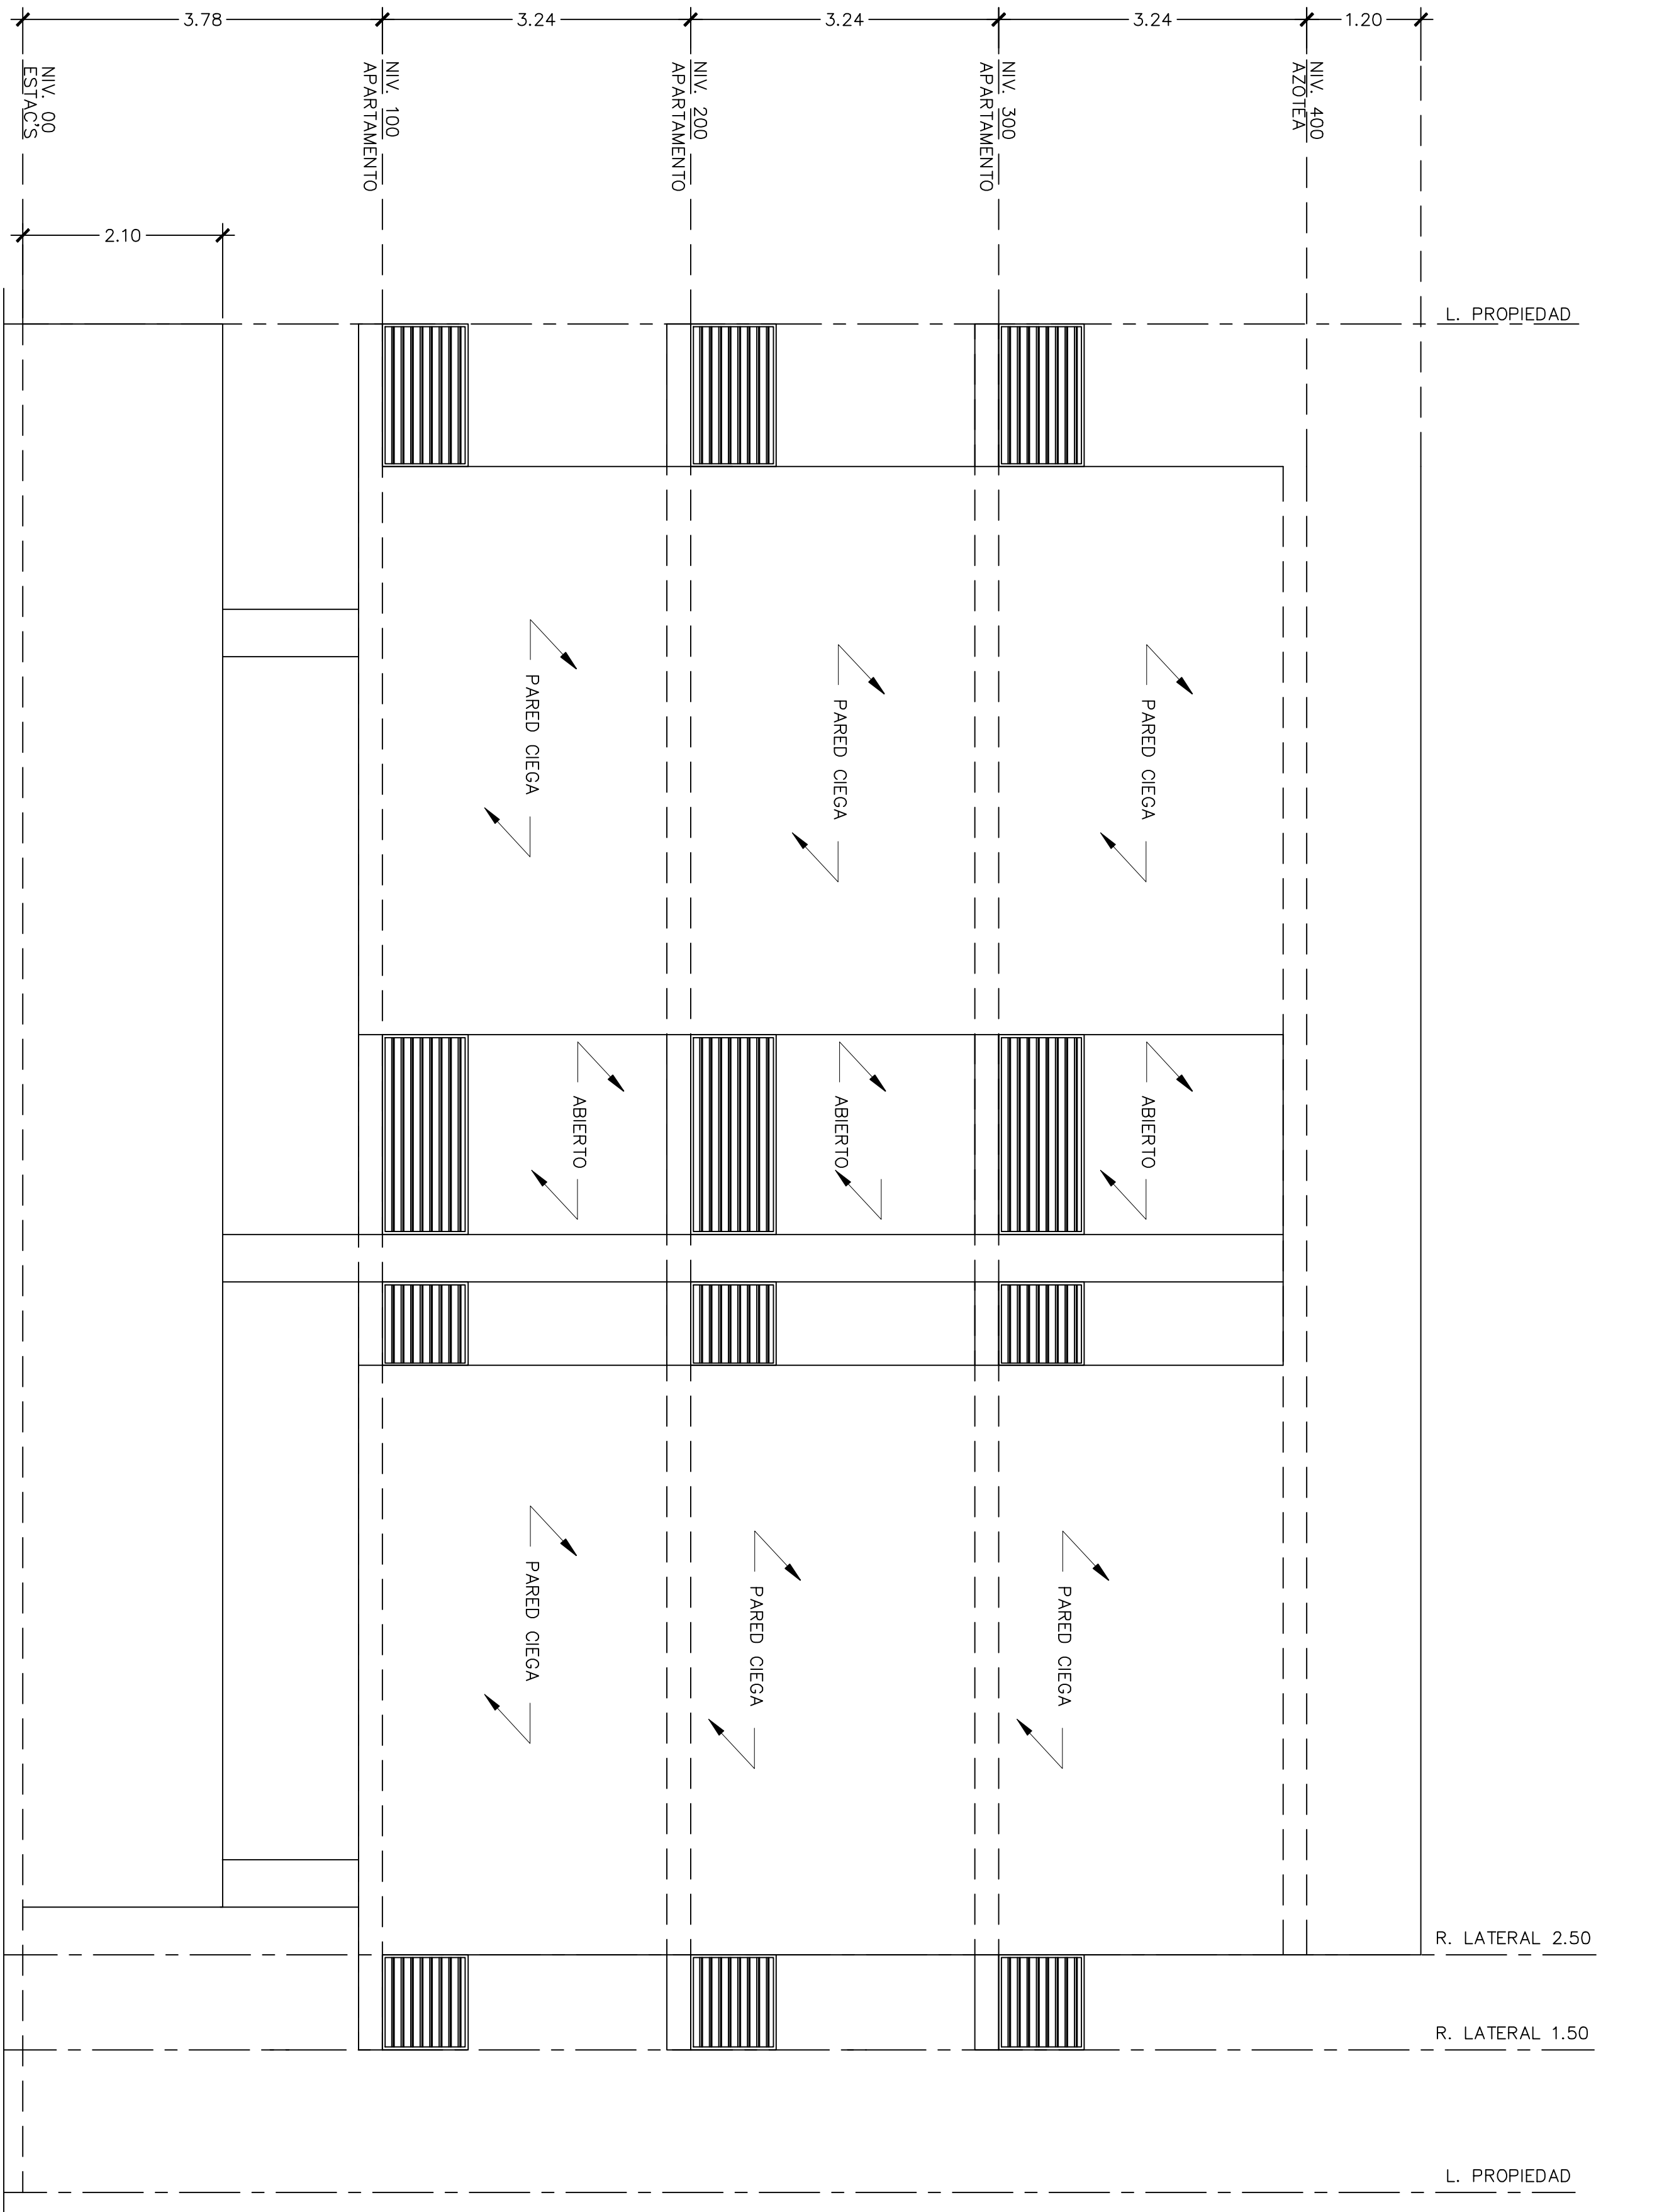 3.78
3.24
3.24
3.24
1.20
NIV. 00
ESTAC'S
NIV. 100
APARTAMENTO
NIV. 200
APARTAMENTO
NIV. 300
APARTAMENTO
NIV. 400
AZOTEA
2.10
L. PROPIEDAD
PARED CIEGA
PARED CIEGA
PARED CIEGA
ABIERTO
ABIERTO
ABIERTO
PARED CIEGA
PARED CIEGA
PARED CIEGA
R. LATERAL 2.50
R. LATERAL 1.50
L. PROPIEDAD